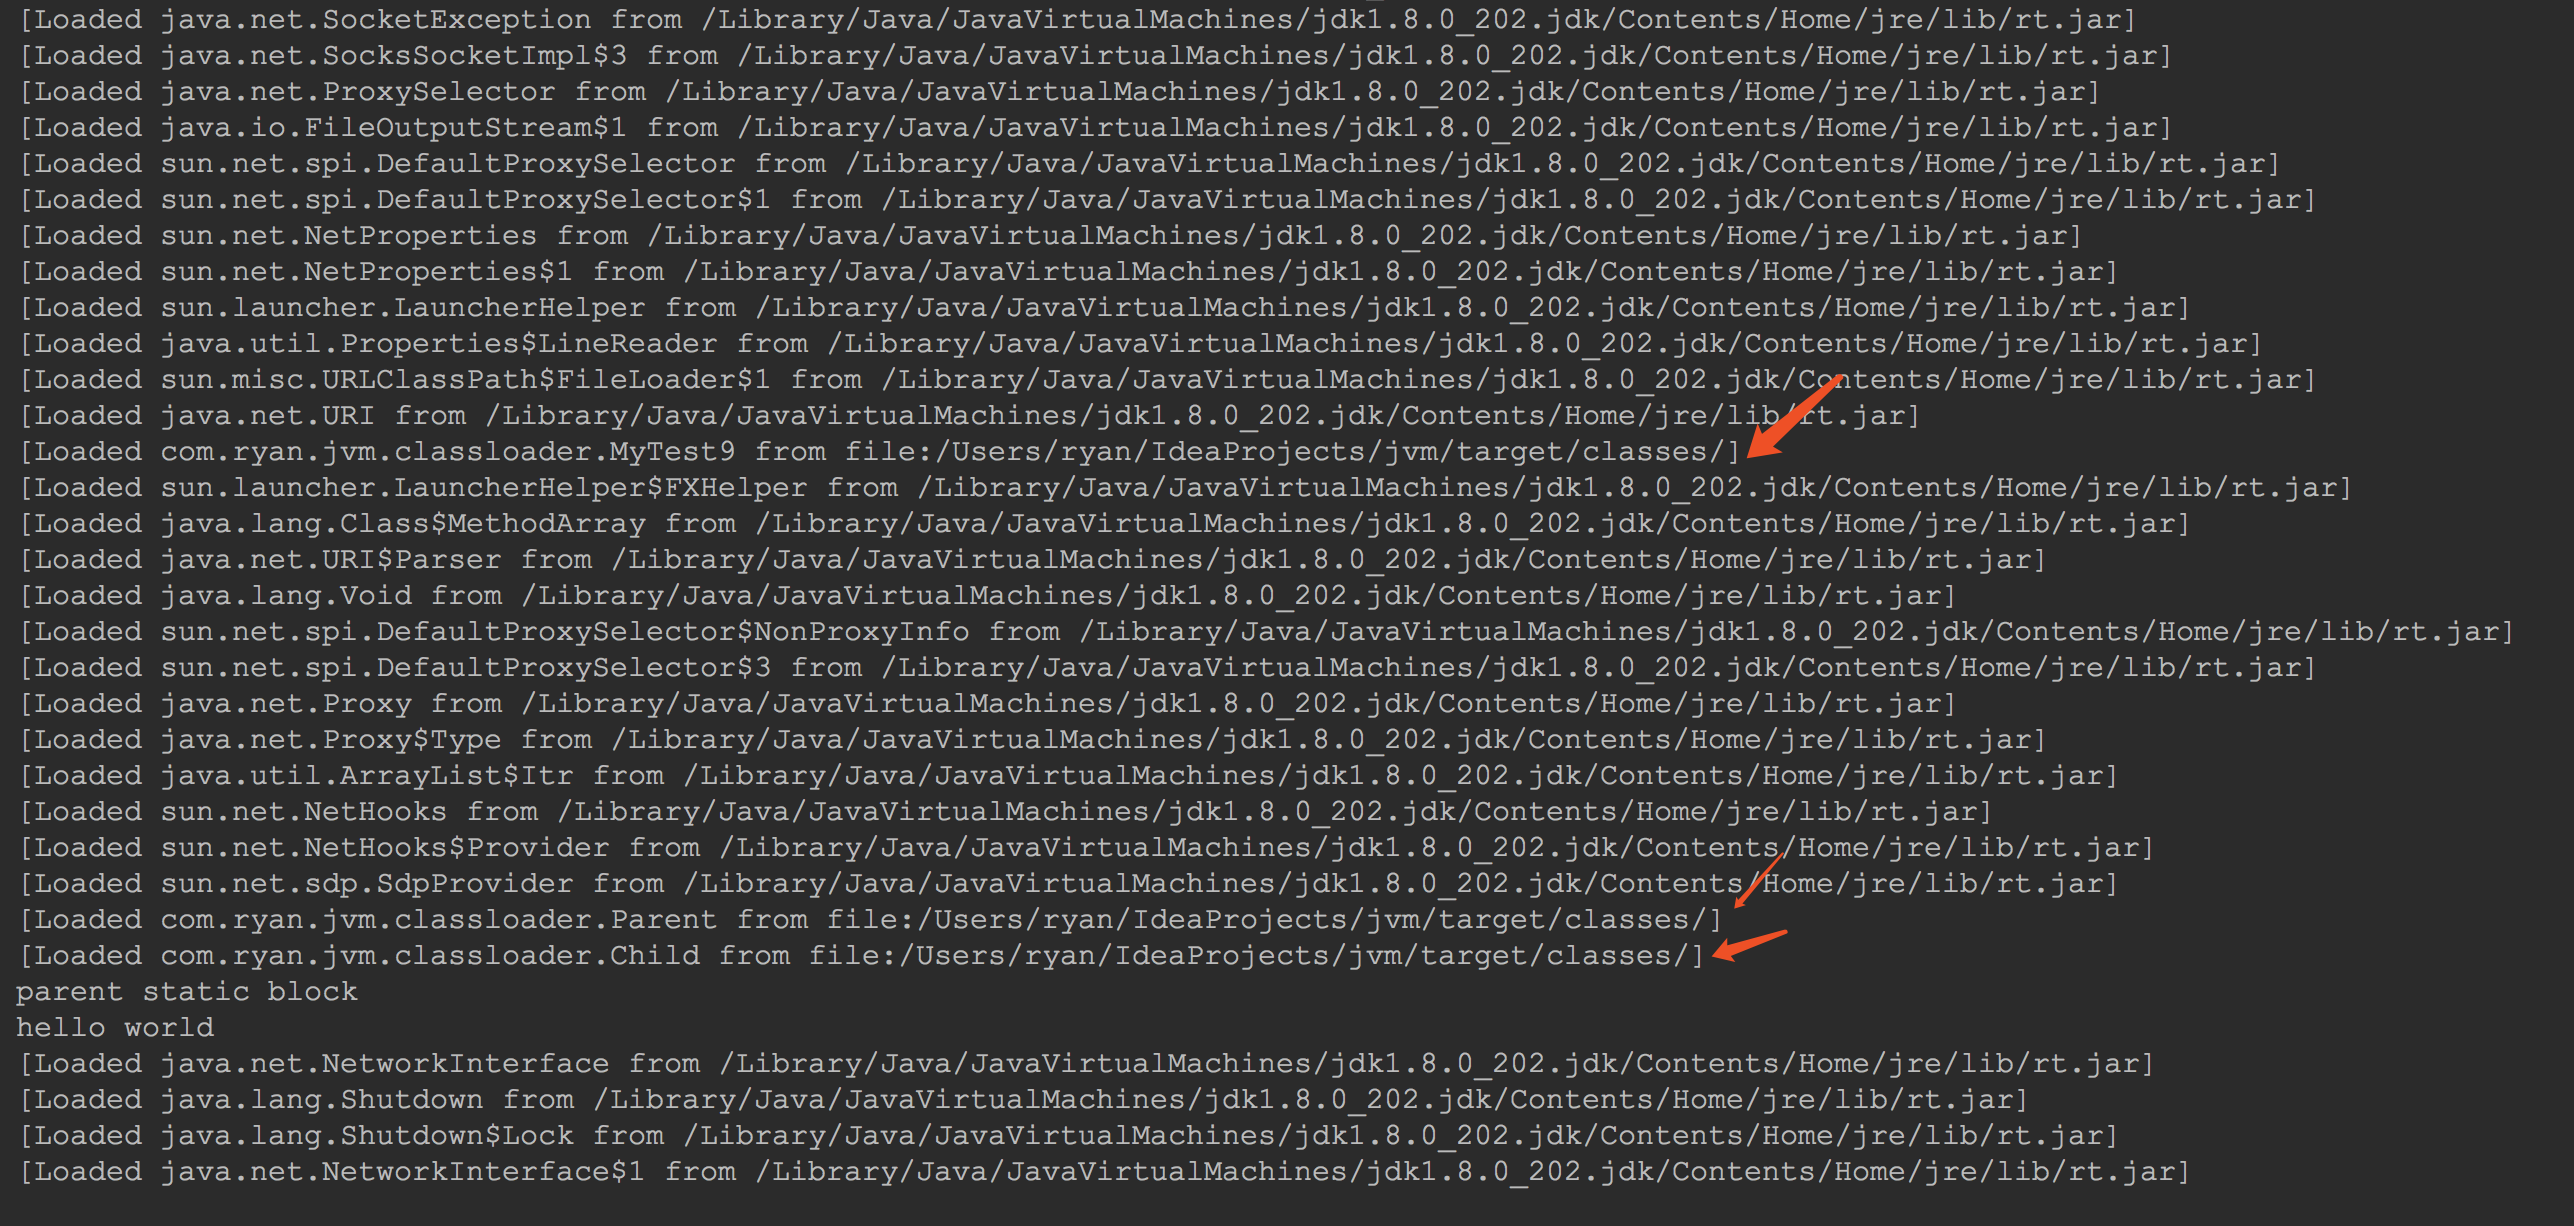 [Loaded java.net.SocketException from /Library/Java/JavaVirtualMachines/jdk1.8.0_202.jdk/Contents/Home/jre/lib/rt.jar]
[Loaded java.net.SocksSocketImpl$3 from /Library/Java/JavaVirtualMachines/jdk1.8.0_202.jdk/Contents/Home/jre/lib/rt.jar]
[Loaded java.net.ProxySelector from /Library/Java/JavaVirtualMachines/jdk1.8.0_202.jdk/Contents/Home/jre/lib/rt.jar]
[Loaded java.io.FileOutputStream$1 from /Library/Java/JavaVirtualMachines/jdk1.8.0_202.jdk/Contents/Home/jre/lib/rt.jar]
[Loaded sun.net.spi.DefaultProxySelector from /Library/Java/JavaVirtualMachines/jdk1.8.0_202.jdk/Contents/Home/jre/lib/rt.jar]
[Loaded sun.net.spi.DefaultProxySelector$1 from /Library/Java/JavaVirtualMachines/jdk1.8.0_202.jdk/Contents/Home/jre/lib/rt.jar]
[Loaded sun.net.NetProperties from /Library/Java/JavaVirtualMachines/jdk1.8.0_202.jdk/Contents/Home/jre/lib/rt.jar]
[Loaded sun.net.NetProperties$1 from /Library/Java/JavaVirtualMachines/jdk1.8.0_202.jdk/Contents/Home/jre/lib/rt.jar]
[Loaded sun.launcher.LauncherHelper from /Library/Java/JavaVirtualMachines/jdk1.8.0_202.jdk/Contents/Home/jre/lib/rt.jar]
[Loaded java.util.Properties$LineReader from /Library/Java/JavaVirtualMachines/jdk1.8.0_202.jdk/Contents/Home/jre/lib/rt.jar]
[Loaded sun.misc.URLClassPath$FileLoader$1 from /Library/Java/JavaVirtualMachines/jdk1.8.0_202.jdk/Contents/Home/jre/lib/rt.jar]
[Loaded java.net.URI from /Library/Java/JavaVirtualMachines/jdk1.8.0_202.jdk/Contents/Home/jre/lib/rt.jar]
[Loaded com.ryan.jvm.classloader.MyTest9 from file:/Users/ryan/IdeaProjects/jvm/target/classes/]
[Loaded sun.launcher.LauncherHelper$FXHelper from /Library/Java/JavaVirtualMachines/jdk1.8.0_202.jdk/Contents/Home/jre/lib/rt.jar]
[Loaded java.lang.Class$MethodArray from /Library/Java/JavaVirtualMachines/jdk1.8.0_202.jdk/Contents/Home/jre/lib/rt.jar]
[Loaded java.net.URI$Parser from /Library/Java/JavaVirtualMachines/jdk1.8.0_202.jdk/Contents/Home/jre/lib/rt.jar]
[Loaded java.lang.Void from /Library/Java/JavaVirtualMachines/jdk1.8.0_202.jdk/Contents/Home/jre/lib/rt.jar]
[Loaded sun.net.spi.DefaultProxySelector$NonProxyInfo from /Library/Java/JavaVirtualMachines/jdk1.8.0_202.jdk/Contents/Home/jre/lib/rt.jar]
[Loaded sun.net.spi.DefaultProxySelector$3 from /Library/Java/JavaVirtualMachines/jdk1.8.0_202.jdk/Contents/Home/jre/lib/rt.jar]
[Loaded java.net.Proxy from /Library/Java/JavaVirtualMachines/jdk1.8.0_202.jdk/Contents/Home/jre/lib/rt.jar]
[Loaded java.net.Proxy$Type from /Library/Java/JavaVirtualMachines/jdk1.8.0_202.jdk/Contents/Home/jre/lib/rt.jar]
[Loaded java.util.ArrayList$Itr from /Library/Java/JavaVirtualMachines/jdk1.8.0_202.jdk/Contents/Home/jre/lib/rt.jar]
[Loaded sun.net.NetHooks from /Library/Java/JavaVirtualMachines/jdk1.8.0_202.jdk/Contents/Home/jre/lib/rt.jar]
[Loaded sun.net.NetHooks$Provider from /Library/Java/JavaVirtualMachines/jdk1.8.0_202.jdk/Contents/Home/jre/lib/rt.jar]
[Loaded sun.net.sdp.SdpProvider from /Library/Java/JavaVirtualMachines/jdk1.8.0_202.jdk/Contents/Home/jre/lib/rt.jar]
[Loaded com.ryan.jvm.classloader.Parent from file:/Users/ryan/IdeaProjects/jvm/target/classes/]
[Loaded com.ryan.jvm.classloader.Child from file:/Users/ryan/IdeaProjects/jvm/target/classes/]
parent static block
hello world
[Loaded java.net.NetworkInterface from /Library/Java/JavaVirtualMachines/jdk1.8.0_202.jdk/Contents/Home/jre/lib/rt.jar]
[Loaded java.lang.Shutdown from /Library/Java/JavaVirtualMachines/jdk1.8.0_202.jdk/Contents/Home/jre/lib/rt.jar]
[Loaded java.lang.Shutdown$Lock from /Library/Java/JavaVirtualMachines/jdk1.8.0_202.jdk/Contents/Home/jre/lib/rt.jar]
[Loaded java.net.NetworkInterface$1 from /Library/Java/JavaVirtualMachines/jdk1.8.0_202.jdk/Contents/Home/jre/lib/rt.jar]